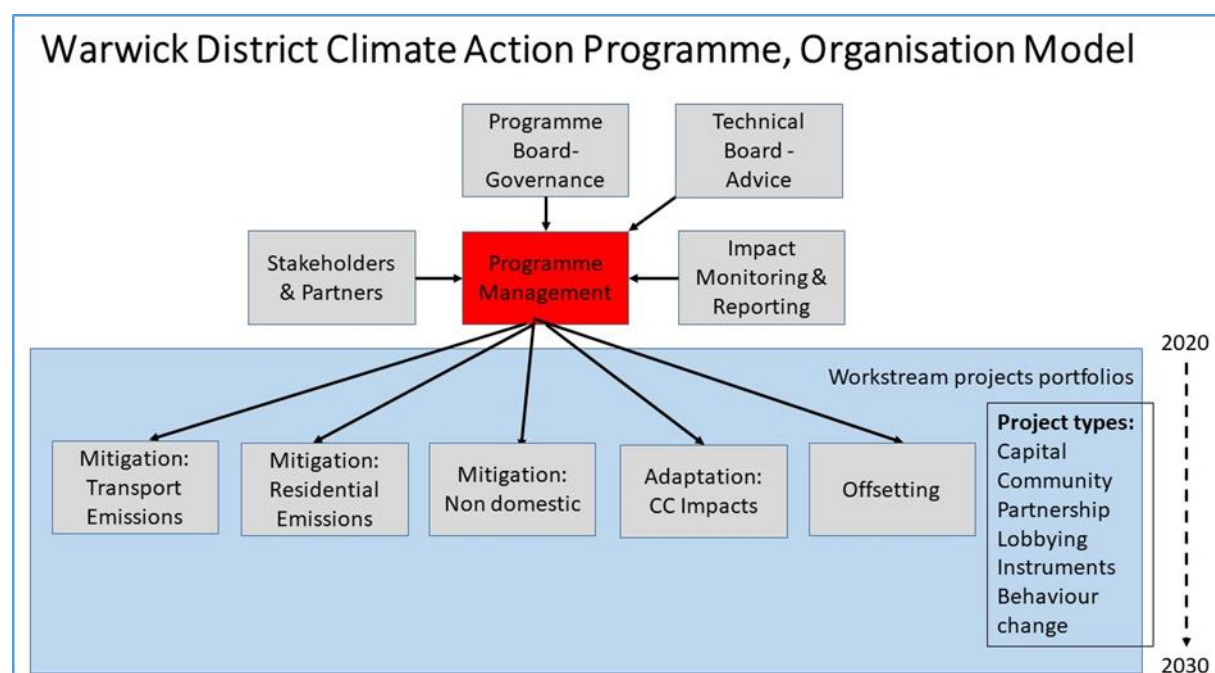 Warwick District Climate Action Programme, Organisation Model
Programme
Board-
Governance
Technical
Board -
Advice
Stakeholders
& Partners
Programme
Management
Impact
Monitoring &
Reporting
2020
Workstream projects portfolios
Mitigation:
Transport
Emissions
Mitigation:
Residential
Emissions
Mitigation:
Non domestic
Adaptation:
CC Impacts
Offsetting
Project types:
Capital
Community
Partnership
Lobbying
Instruments
Behaviour
change
2030